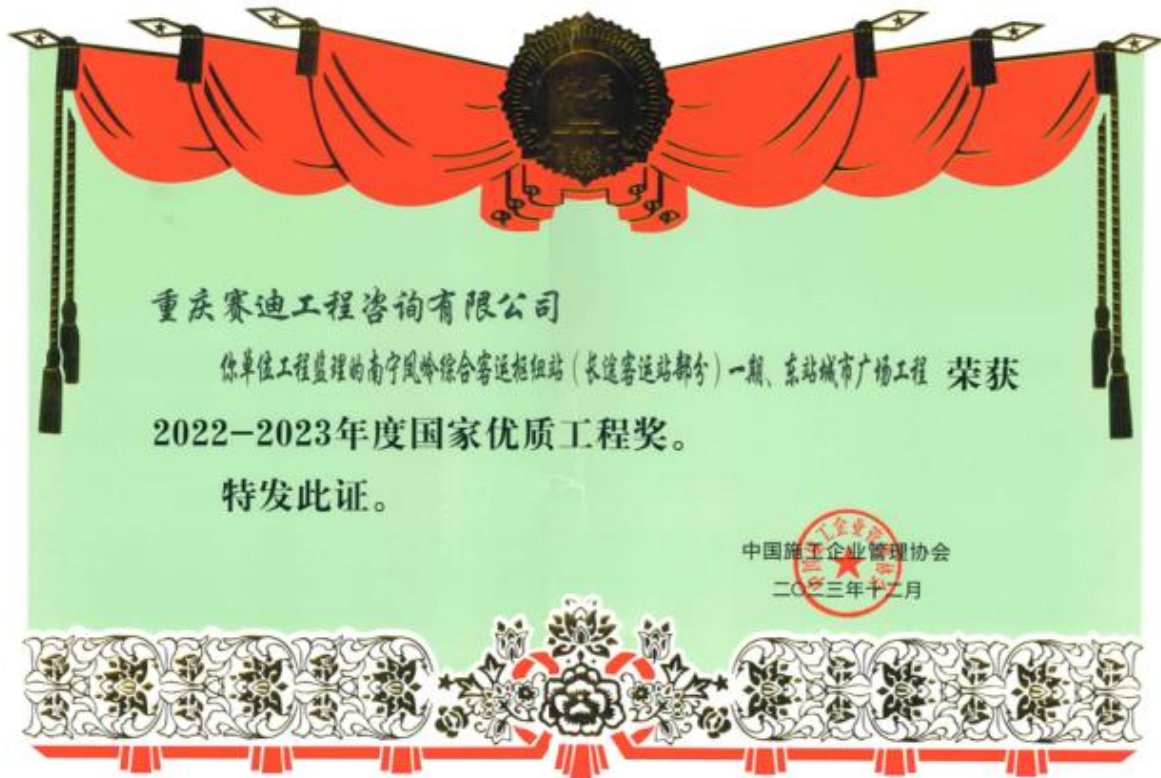 重庆赛迪工程咨询有限公司
你单位工程监理的南宁凤岭综合客运枢纽站（长途客运站部分）一期、东站城市广场工程 荣获
2022-2023年度国家优质工程奖。
特发此证。
中国施工企业管理协会
二〇二三年十二月